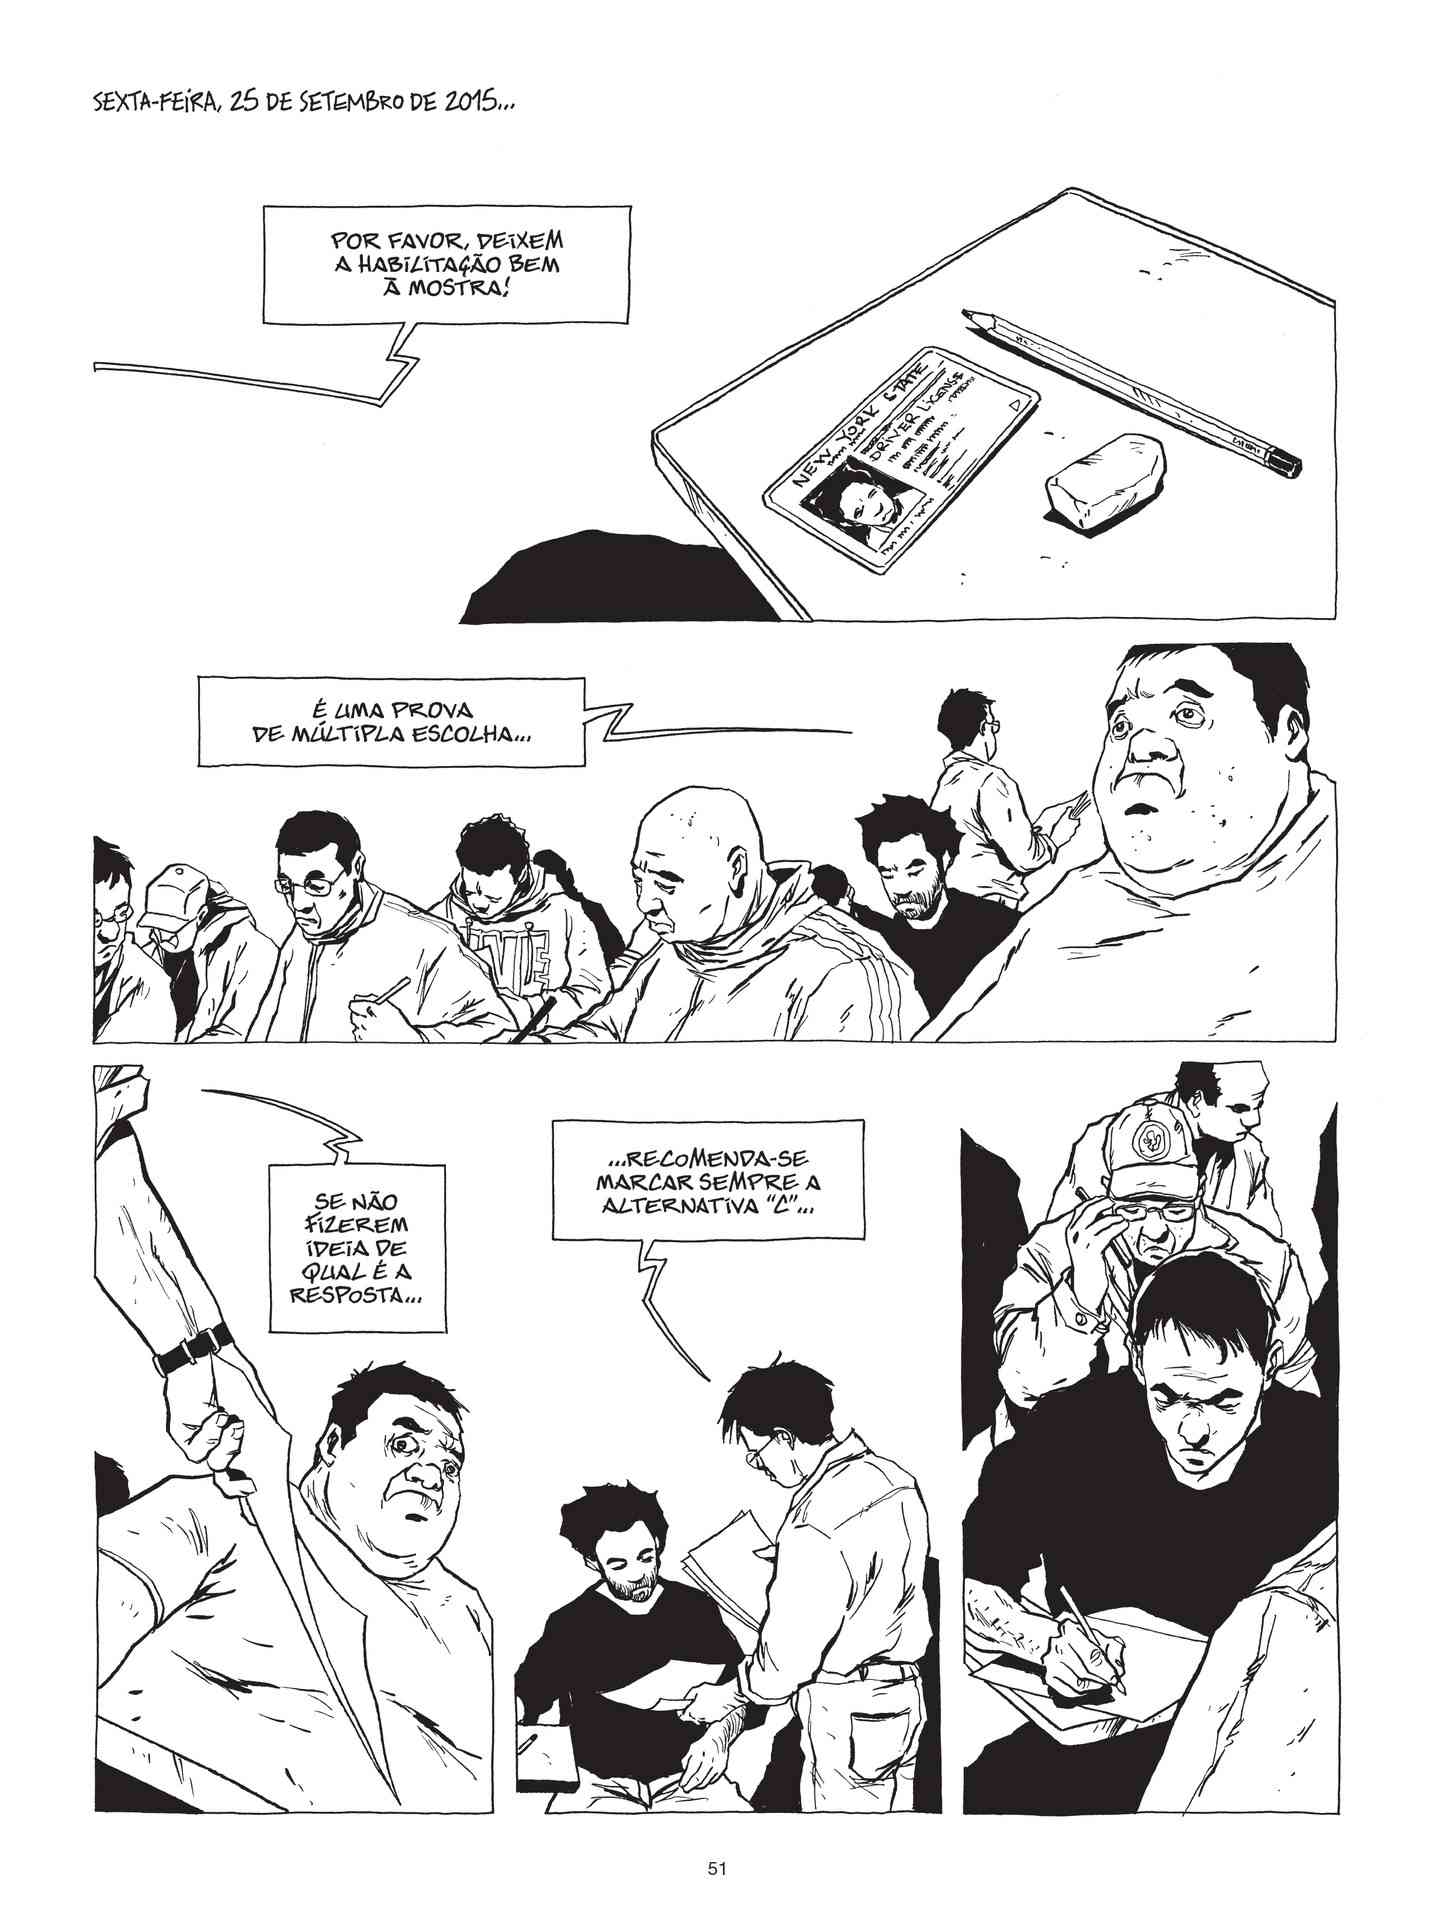 SEXTA-FEIRA, 25 DE SETEMBRO DE 2015...
POR FAVOR, DEIXEM
A HABILITAÇÃO BEM
À MOSTRA!
NEW YORK STATE
DRIVER LICENSE
É UMA PROVA
DE MÚLTIPLA ESCOLHA...
SE NÃO
FIZEREM
IDEIA DE
QUAL É A
RESPOSTA...
...RECOMENDA-SE
MARCAR SEMPRE A
ALTERNATIVA "C"...
51